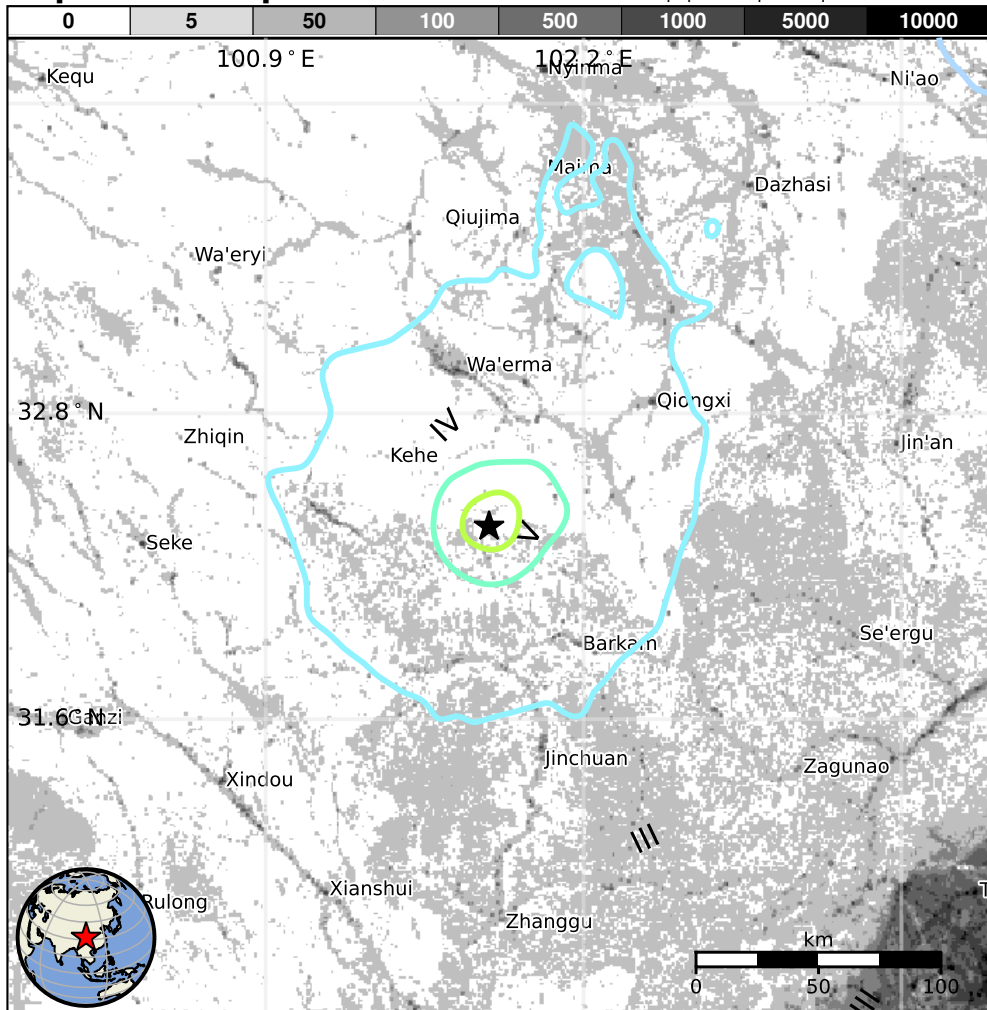 0 5 50 100 500 1000 5000 10000
100.9°E 102.2°E
Nyinma
Kequ
Ni'ao
Maima
Dazhasi
Qiujima
Wa'eryi
Wa'erma
Qiongxi
32.8°N
IV
Zhiqin
Jin'an
Kehe
V
Seke
Se'ergu
Barkam
31.6°N
Ganzi
Jinchuan
Zagunao
Xindou
III
Xianshui
Rulong
Zhanggu
km
0 50 100
III